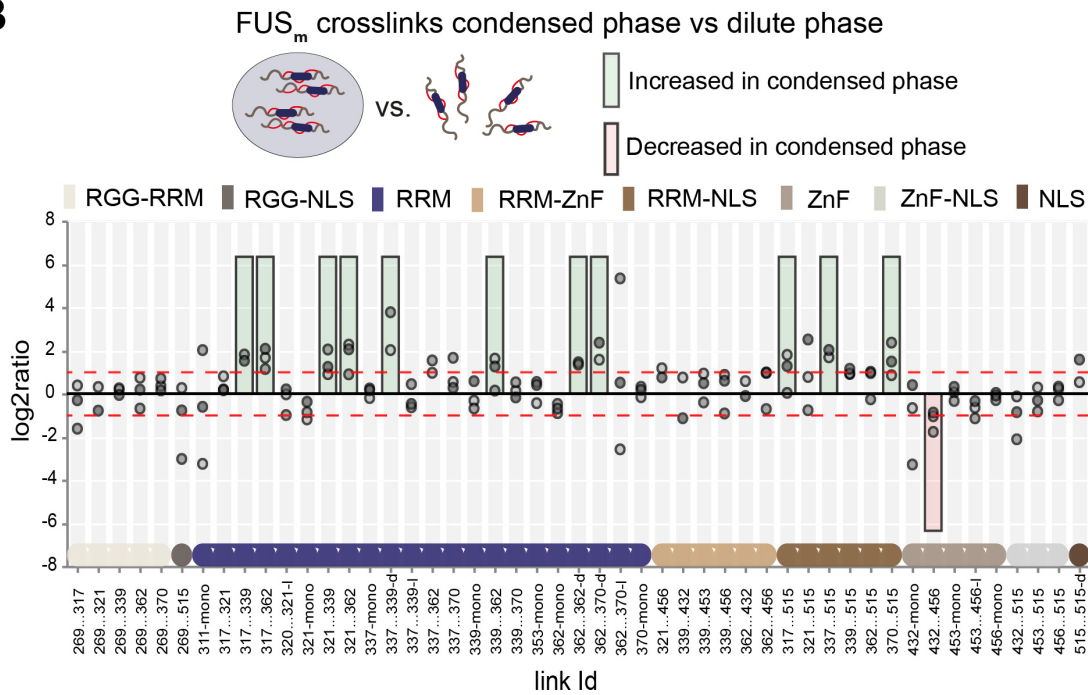 FUSm crosslinks condensed phase vs dilute phase
vs.
Increased in condensed phase
Decreased in condensed phase
RGG-RRM RGG-NLS RRM RRM-ZnF RRM-NLS ZnF ZnF-NLS NLS
log2ratio
8
6
4
2
0
-2
-4
-6
-8
269...317
269...321
269...339
269...362
269...370
269...515
311-mono
317...321
317...339
317...362
320...321-l
321-mono
321...339
321...362
337-mono
337...339-d
337...339-l
337...362
337...370
339-mono
339...362
339...370
353-mono
362-mono
362...362-d
362...370-d
362...370-l
370-mono
321...456
339...432
339...453
339...456
362...432
362...456
317...515
321...515
337...515
339...515
362...515
370...515
432-mono
432...456
453-mono
453...456-l
456-mono
432...515
453...515
456...515
515...515-d
link Id